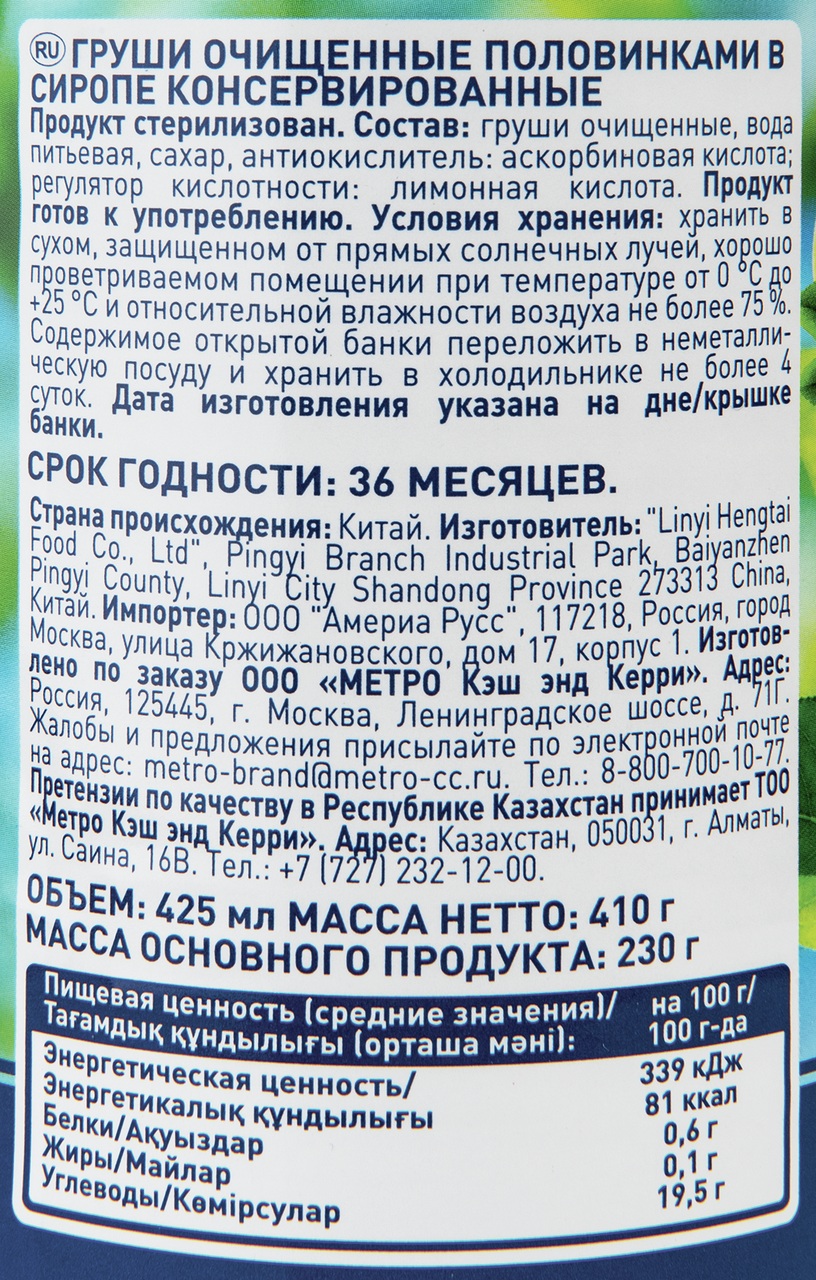 RU ГРУШИ ОЧИЩЕННЫЕ ПОЛОВИНКАМИ В
СИРОПЕ КОНСЕРВИРОВАННЫЕ
Продукт стерилизован. Состав: груши очищенные, вода
питьевая, сахар, антиокислитель: аскорбиновая кислота;
регулятор кислотности: лимонная кислота. Продукт
готов к употреблению. Условия хранения: хранить в
сухом, защищенном от прямых солнечных лучей, хорошо
проветриваемом помещении при температуре от 0 °C до
+25 °C и относительной влажности воздуха не более 75 %.
Содержимое открытой банки переложить в неметалли-
ческую посуду и хранить в холодильнике не более 4
суток. Дата изготовления указана на дне/крышке
банки.
СРОК ГОДНОСТИ: 36 МЕСЯЦЕВ.
Страна происхождения: Китай. Изготовитель: "Linyi Hengtai
Food Co., Ltd", Pingyi Branch Industrial Park, Baiyanzhen
Pingyi County, Linyi City Shandong Province 273313 China,
Китай. Импортер: ООО "Америа Русс", 117218, Россия, город
Москва, улица Кржижановского, дом 17, корпус 1. Изготов-
лено по заказу ООО «МЕТРО Кэш энд Керри». Адрес:
Россия, 125445, г. Москва, Ленинградское шоссе, д. 71Г.
Жалобы и предложения присылайте по электронной почте
на адрес: metro-brand@metro-cc.ru. Тел.: 8-800-700-10-77.
Претензии по качеству в Республике Казахстан принимает ТОО
«Метро Кэш энд Керри». Адрес: Казахстан, 050031, г. Алматы,
ул. Саина, 16В. Тел.: +7 (727) 232-12-00.
ОБЪЕМ: 425 мл МАССА НЕТТО: 410 г
МАССА ОСНОВНОГО ПРОДУКТА: 230 г
Пищевая ценность (средние значения)/ на 100 г/
Тағамдық құндылығы (орташа мәні): 100 г-да
Энергетическая ценность/ 339 кДж
Энергетикалық құндылығы 81 ккал
Белки/Ақуыздар 0,6 г
Жиры/Майлар 0,1 г
Углеводы/Көмірсулар 19,5 г